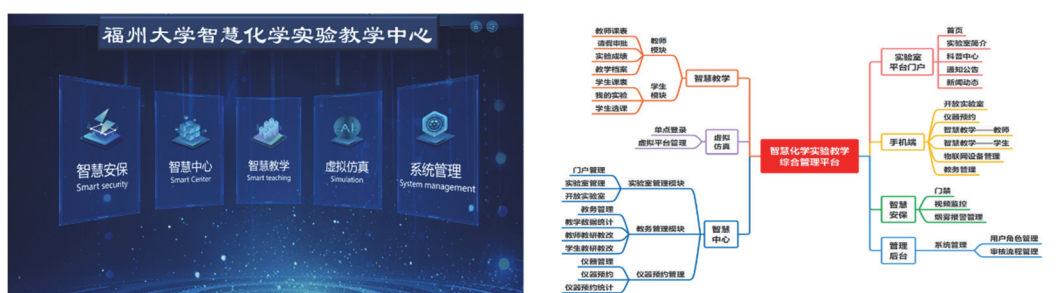 福州大学智慧化学实验教学中心
智慧安保
Smart security
智慧中心
Smart Center
智慧教学
Smart teaching
虚拟仿真
Simulation
系统管理
System management
AI
智慧化学实验教学
综合管理平台
智慧教学
教师
模块
教师课表
请假审批
实验成绩
教学档案
学生
模块
学生课表
我的实验
学生选课
虚拟
仿真
单点登录
虚拟平台管理
智慧
中心
实验室管理模块
门户管理
实验室管理
开放实验室
教务管理模块
教务管理
教学数据统计
教师教研教改
学生教研教改
仪器预约管理
仪器管理
仪器预约
仪器预约统计
实验室
平台门户
首页
实验室简介
科普中心
通知公告
新闻动态
手机端
开放实验室
仪器预约
智慧教学——教师
智慧教学——学生
物联网设备管理
教务管理
智慧
安保
门禁
视频监控
烟雾报警管理
管理
后台
系统管理
用户角色管理
审核流程管理